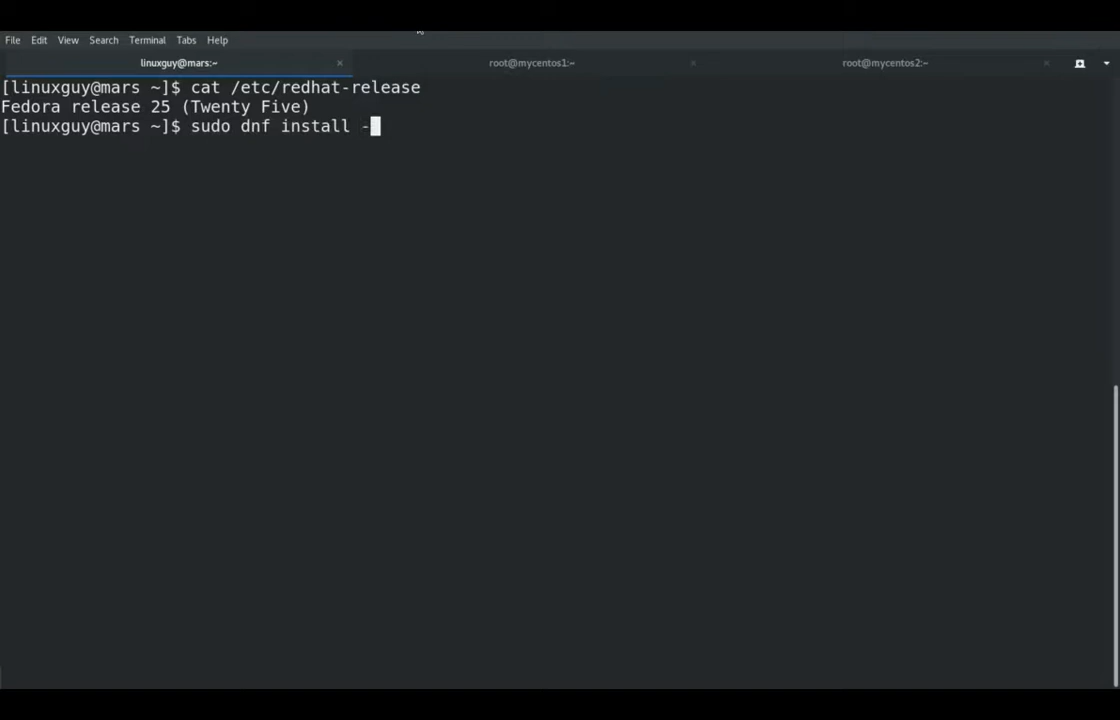 File Edit View Search Terminal Tabs Help
linuxguy@mars:~ × root@mycentos1:~ × root@mycentos2:~ ×
[linuxguy@mars ~]$ cat /etc/redhat-release
Fedora release 25 (Twenty Five)
[linuxguy@mars ~]$ sudo dnf install -